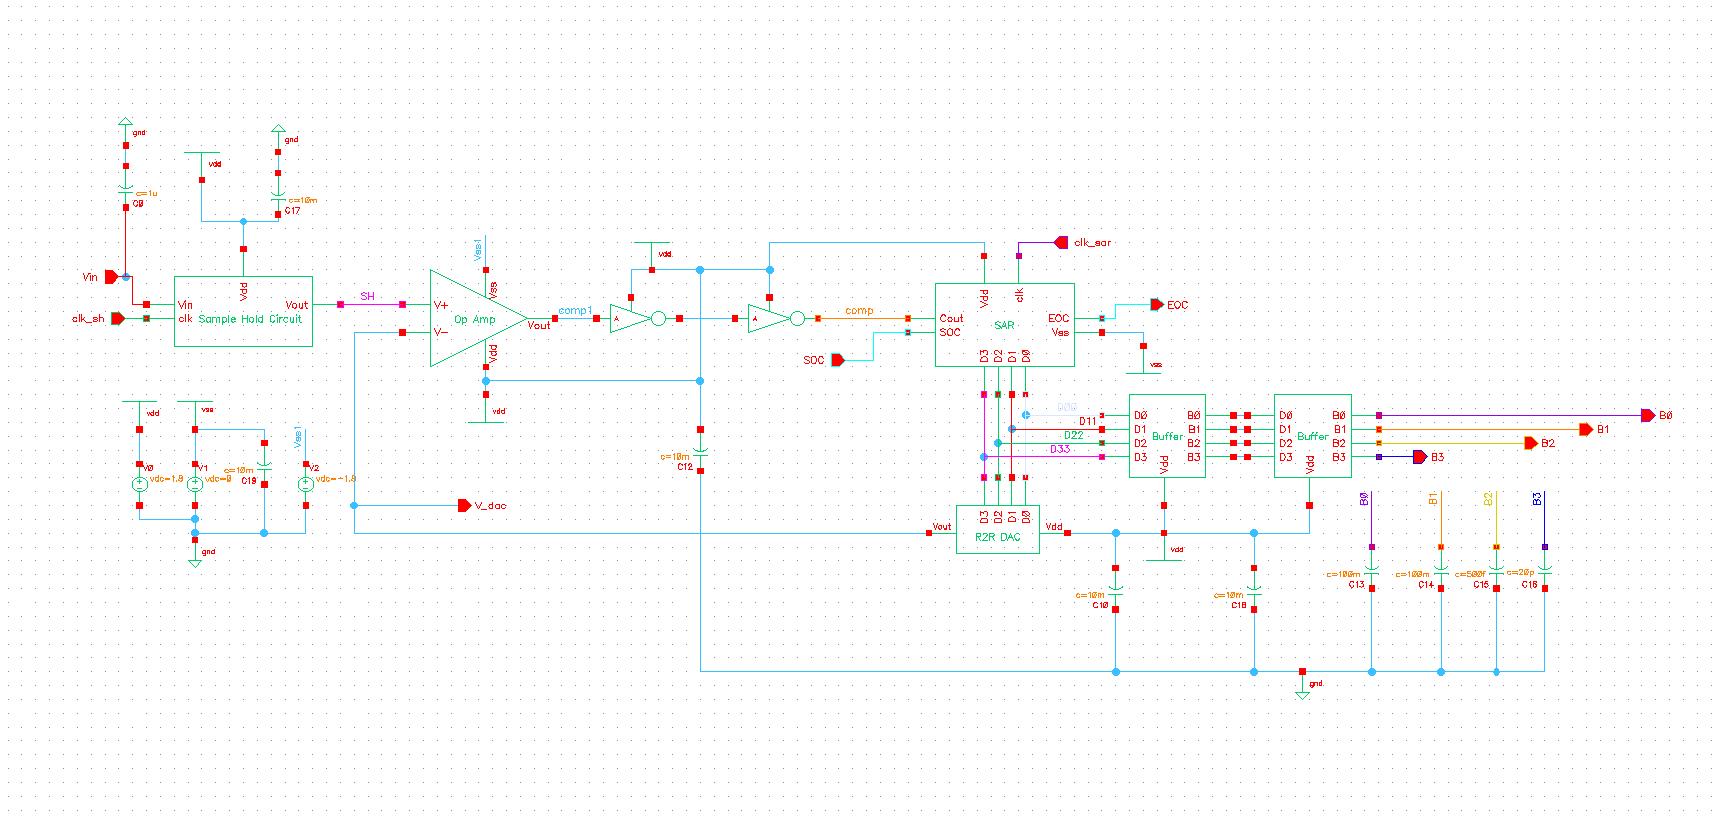 gnd
c=1u
C0
vdd
gnd
c=10m
C17
Vin
clk_sh
Vdd
Vin
clk
Vout
Sample Hold Circuit
SH
Vss1
Vss
V+
V-
Op Amp
Vout
Vdd
vdd
comp1
vdd
A
A
comp
clk_sar
Vdd
clk
Cout
SOC
SAR
EOC
Vss
D3
D2
D1
D0
EOC
SOC
vss
D11
D22
D33
D0
D1
D2
D3
Buffer
B0
B1
B2
B3
Vdd
D0
D1
D2
D3
Buffer
B0
B1
B2
B3
Vdd
B0
B1
B2
B3
vdd
V0
vdc=1.8
vss
V1
vdc=0
c=10m
C19
Vss1
V2
vdc=-1.8
gnd
V_dac
c=10m
C12
Vout
D3
D2
D1
D0
R2R DAC
Vdd
vdd
c=10m
C10
c=10m
C18
B0
c=100m
C13
B1
c=100m
C14
B2
c=500f
C15
B3
c=20p
C16
gnd